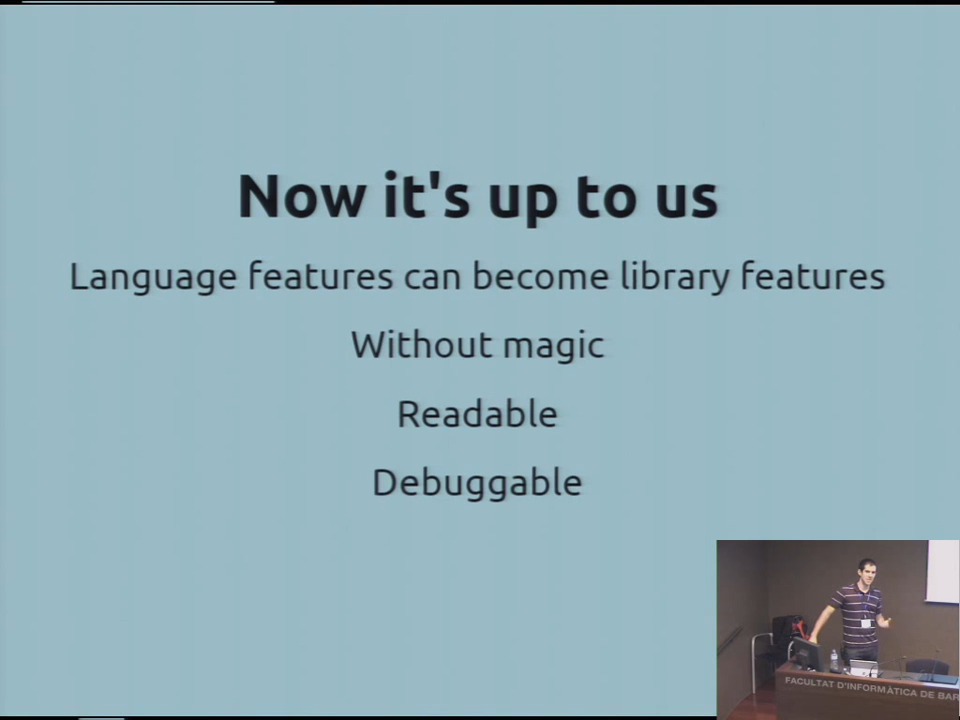 Now it's up to us
Language features can become library features
Without magic
Readable
Debuggable
FACULTAT D'INFORMÀTICA DE BAR